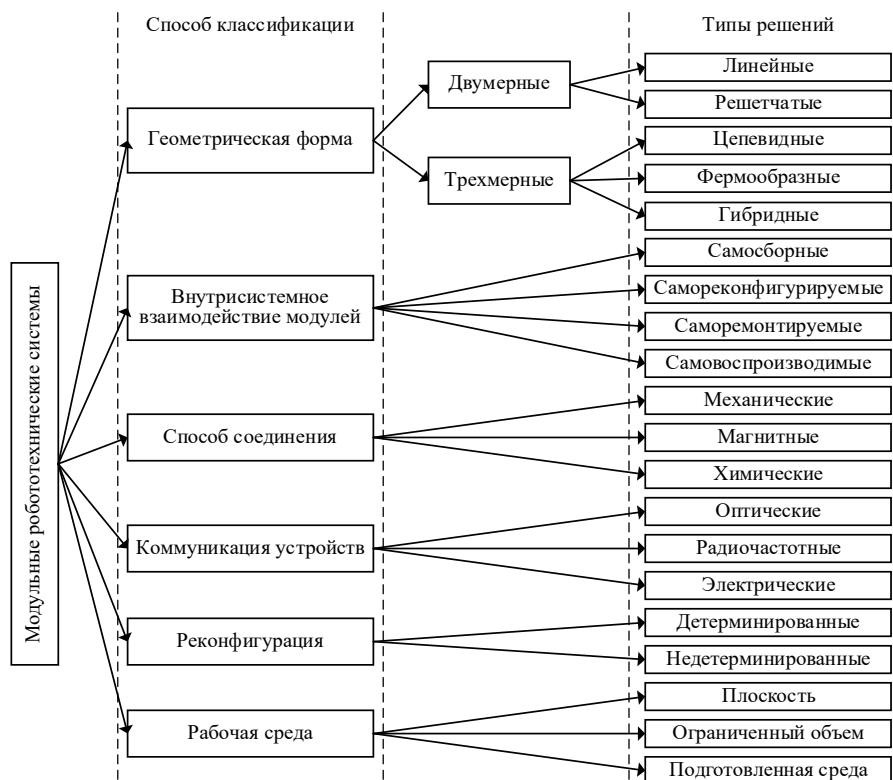 Способ классификации
Типы решений
Модульные робототехнические системы
Геометрическая форма
Двумерные
Линейные
Решетчатые
Трехмерные
Цепевидные
Фермообразные
Гибридные
Внутрисистемное
взаимодействие модулей
Самосборные
Самореконфигурируемые
Саморемонтируемые
Самовоспроизводимые
Способ соединения
Механические
Магнитные
Химические
Коммуникация устройств
Оптические
Радиочастотные
Электрические
Реконфигурация
Детерминированные
Недетерминированные
Рабочая среда
Плоскость
Ограниченный объем
Подготовленная среда